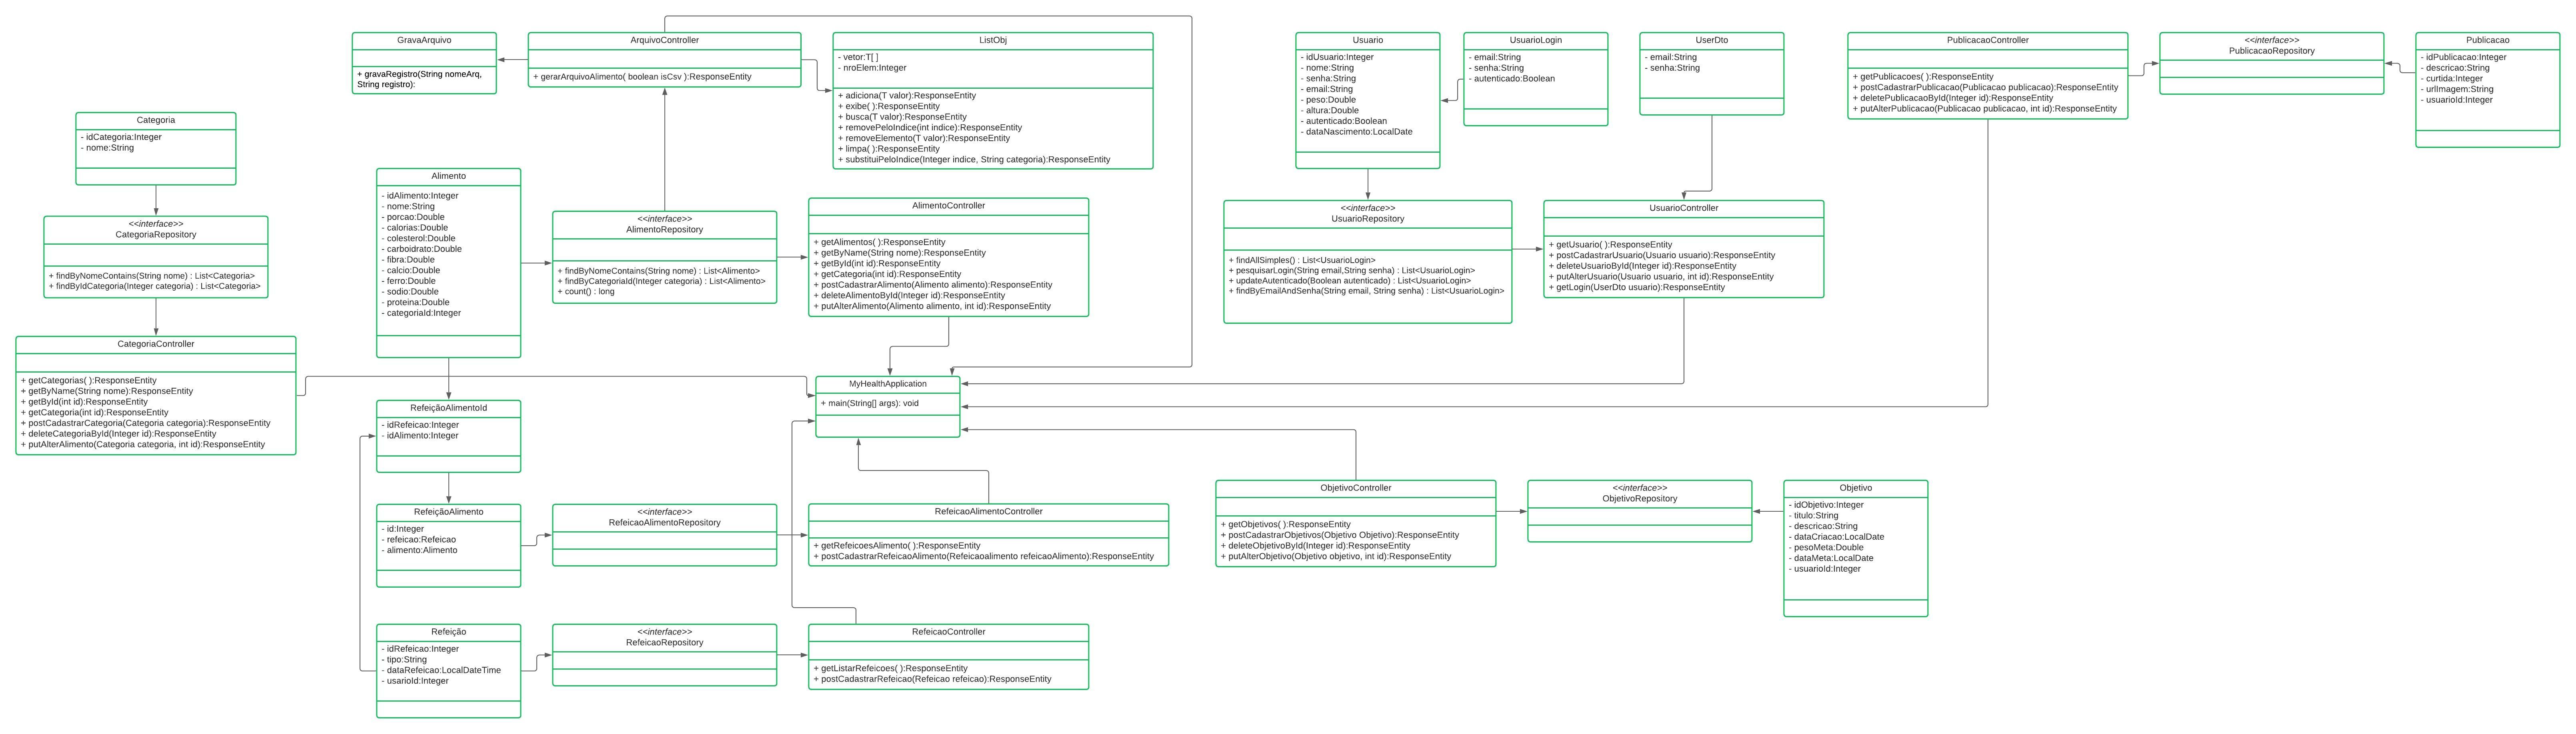 GravaArquivo
+ gravaRegistro(String nomeArq,
String registro):
ArquivoController
+ gerarArquivoAlimento( boolean isCsv ):ResponseEntity
ListObj
- vetor:T[ ]
- nroElem:Integer
+ adiciona(T valor):ResponseEntity
+ exibe( ):ResponseEntity
+ busca(T valor):ResponseEntity
+ removePeloIndice(int indice):ResponseEntity
+ removeElemento(T valor):ResponseEntity
+ limpa( ):ResponseEntity
+ substituiPeloIndice(Integer indice, String categoria):ResponseEntity
Usuario
- idUsuario:Integer
- nome:String
- senha:String
- email:String
- peso:Double
- altura:Double
- autenticado:Boolean
- dataNascimento:LocalDate
UsuarioLogin
- email:String
- senha:String
- autenticado:Boolean
UserDto
- email:String
- senha:String
PublicacaoController
+ getPublicacoes( ):ResponseEntity
+ postCadastrarPublicacao(Publicacao publicacao):ResponseEntity
+ deletePublicacaoById(Integer id):ResponseEntity
+ putAlterPublicacao(Publicacao publicacao, int id):ResponseEntity
<<interface>>
PublicacaoRepository
Publicacao
- idPublicacao:Integer
- descricao:String
- curtida:Integer
- urlImagem:String
- usuarioId:Integer
Categoria
- idCategoria:Integer
- nome:String
<<interface>>
CategoriaRepository
+ findByNomeContains(String nome) : List<Categoria>
+ findByIdCategoria(Integer categoria) : List<Categoria>
CategoriaController
+ getCategorias( ):ResponseEntity
+ getByName(String nome):ResponseEntity
+ getById(int id):ResponseEntity
+ getCategoria(int id):ResponseEntity
+ postCadastrarCategoria(Categoria categoria):ResponseEntity
+ deleteCategoriaById(Integer id):ResponseEntity
+ putAlterAlimento(Categoria categoria, int id):ResponseEntity
Alimento
- idAlimento:Integer
- nome:String
- porcao:Double
- calorias:Double
- colesterol:Double
- carboidrato:Double
- fibra:Double
- calcio:Double
- ferro:Double
- sodio:Double
- proteina:Double
- categoriaId:Integer
<<interface>>
AlimentoRepository
+ findByNomeContains(String nome) : List<Alimento>
+ findByCategoriaId(Integer categoria) : List<Alimento>
+ count() : long
AlimentoController
+ getAlimentos( ):ResponseEntity
+ getByName(String nome):ResponseEntity
+ getById(int id):ResponseEntity
+ getCategoria(int id):ResponseEntity
+ postCadastrarAlimento(Alimento alimento):ResponseEntity
+ deleteAlimentoById(Integer id):ResponseEntity
+ putAlterAlimento(Alimento alimento, int id):ResponseEntity
<<interface>>
UsuarioRepository
+ findAllSimples() : List<UsuarioLogin>
+ pesquisarLogin(String email,String senha) : List<UsuarioLogin>
+ updateAutenticado(Boolean autenticado) : List<UsuarioLogin>
+ findByEmailAndSenha(String email, String senha) : List<UsuarioLogin>
UsuarioController
+ getUsuario( ):ResponseEntity
+ postCadastrarUsuario(Usuario usuario):ResponseEntity
+ deleteUsuarioById(Integer id):ResponseEntity
+ putAlterUsuario(Usuario usuario, int id):ResponseEntity
+ getLogin(UserDto usuario):ResponseEntity
MyHealthApplication
+ main(String[] args): void
RefeiçãoAlimentoId
- idRefeicao:Integer
- idAlimento:Integer
RefeiçãoAlimento
- id:Integer
- refeicao:Refeicao
- alimento:Alimento
<<interface>>
RefeicaoAlimentoRepository
RefeicaoAlimentoController
+ getRefeicoesAlimento( ):ResponseEntity
+ postCadastrarRefeicaoAlimento(Refeicaoalimento refeicaoAlimento):ResponseEntity
ObjetivoController
+ getObjetivos( ):ResponseEntity
+ postCadastrarObjetivos(Objetivo Objetivo):ResponseEntity
+ deleteObjetivoById(Integer id):ResponseEntity
+ putAlterObjetivo(Objetivo objetivo, int id):ResponseEntity
<<interface>>
ObjetivoRepository
Objetivo
- idObjetivo:Integer
- titulo:String
- descricao:String
- dataCriacao:LocalDate
- pesoMeta:Double
- dataMeta:LocalDate
- usuarioId:Integer
Refeição
- idRefeicao:Integer
- tipo:String
- dataRefeicao:LocalDateTime
- usarioId:Integer
<<interface>>
RefeicaoRepository
RefeicaoController
+ getListarRefeicoes( ):ResponseEntity
+ postCadastrarRefeicao(Refeicao refeicao):ResponseEntity